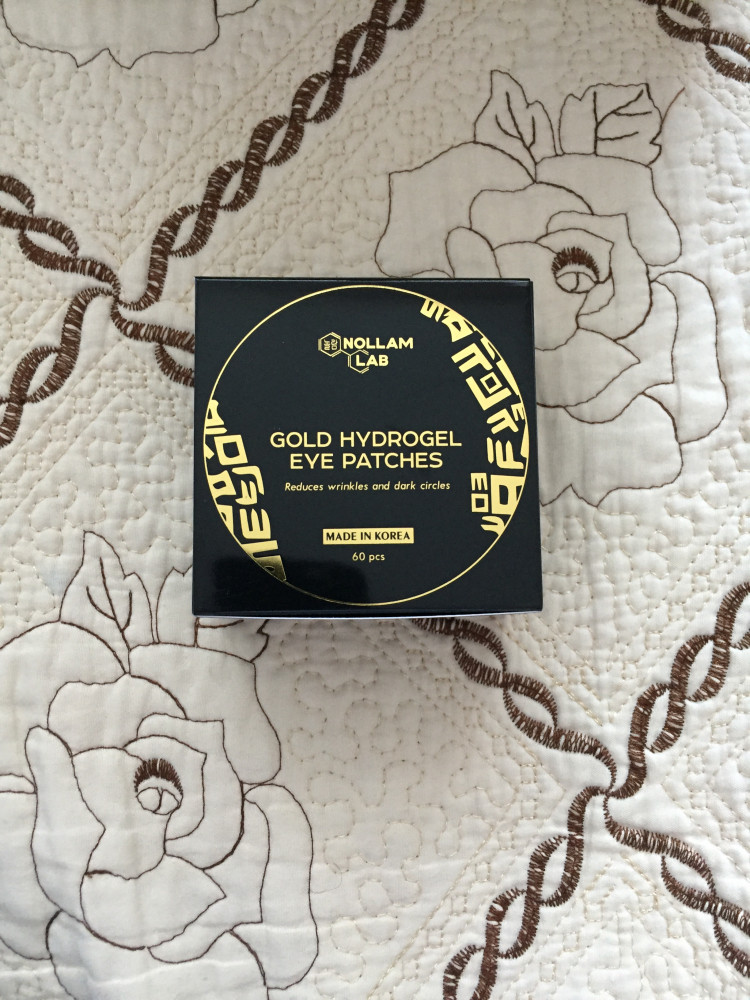 NOLLAM
LAB
GOLD HYDROGEL
EYE PATCHES
Reduces wrinkles and dark circles
MADE IN KOREA
60 pcs